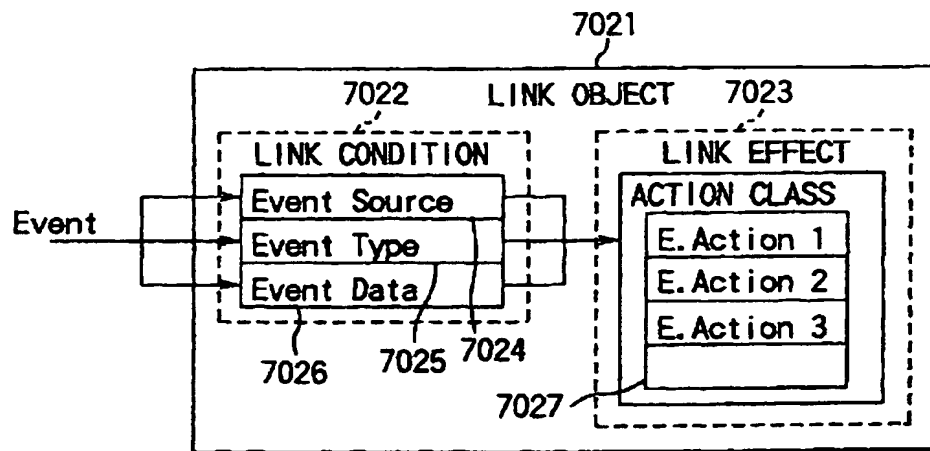 7021
LINK OBJECT
7022
7023
LINK CONDITION
LINK EFFECT
Event
Event Source
Event Type
Event Data
ACTION CLASS
E.Action 1
E.Action 2
E.Action 3
7026
7025
7024
7027